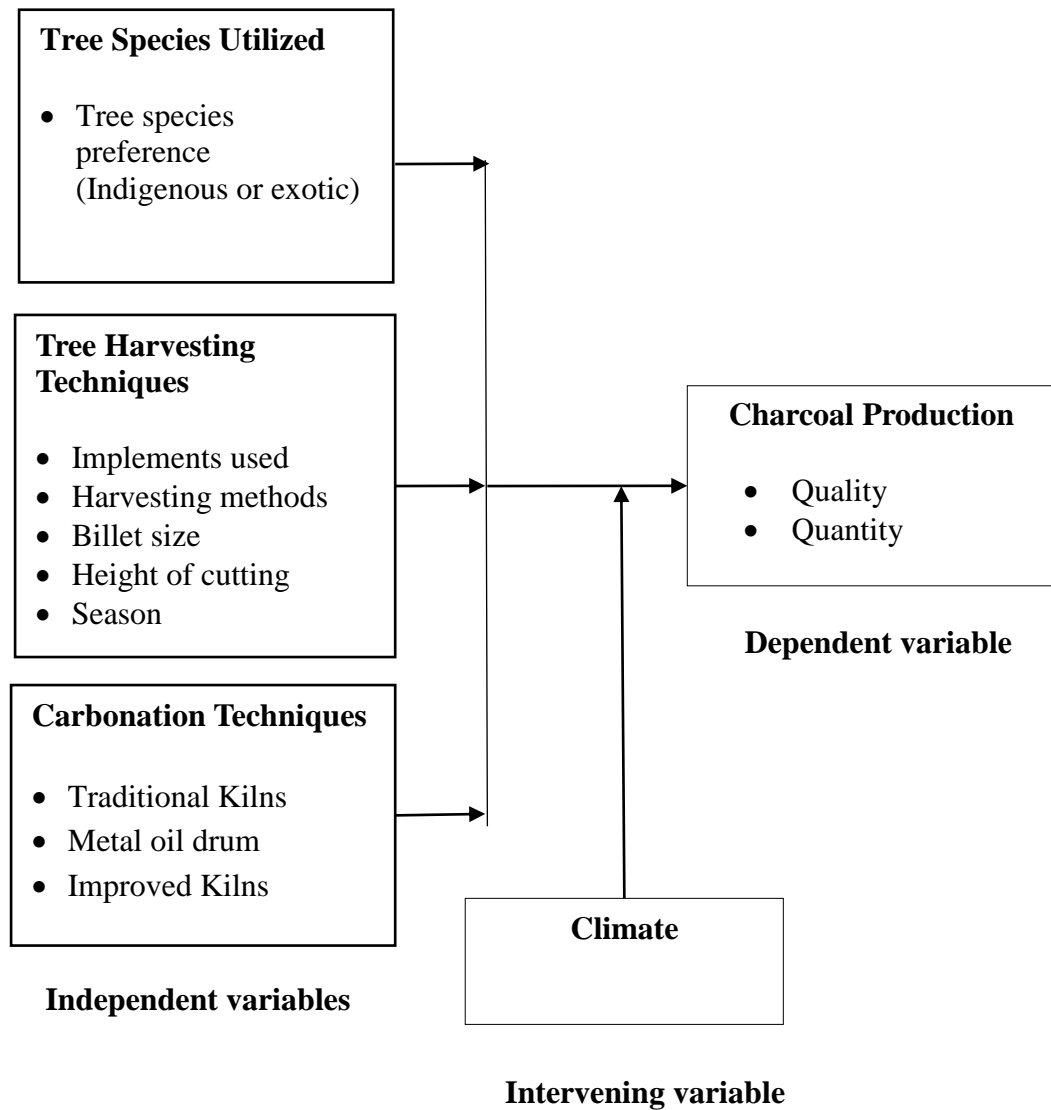 Tree Species Utilized
• Tree species
preference
(Indigenous or exotic)
Tree Harvesting
Techniques
• Implements used
• Harvesting methods
• Billet size
• Height of cutting
• Season
Carbonation Techniques
• Traditional Kilns
• Metal oil drum
• Improved Kilns
Independent variables
Charcoal Production
• Quality
• Quantity
Dependent variable
Climate
Intervening variable